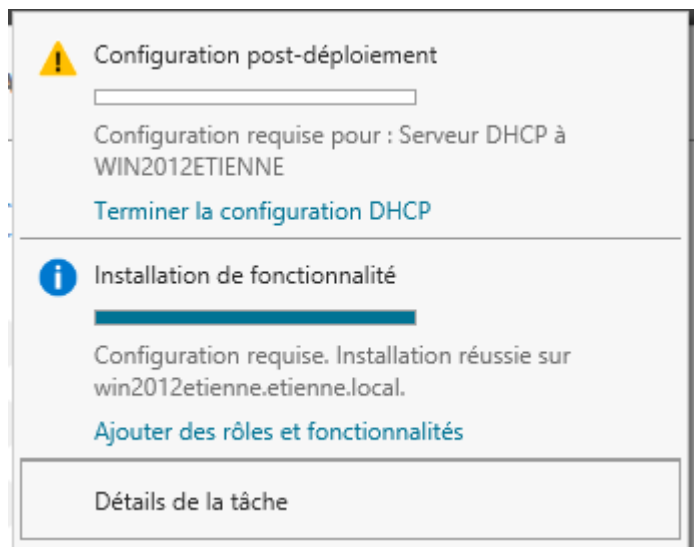 Configuration post-déploiement
Configuration requise pour : Serveur DHCP à
WIN2012ETIENNE
Terminer la configuration DHCP
Installation de fonctionnalité
Configuration requise. Installation réussie sur
win2012etienne.etienne.local.
Ajouter des rôles et fonctionnalités
Détails de la tâche